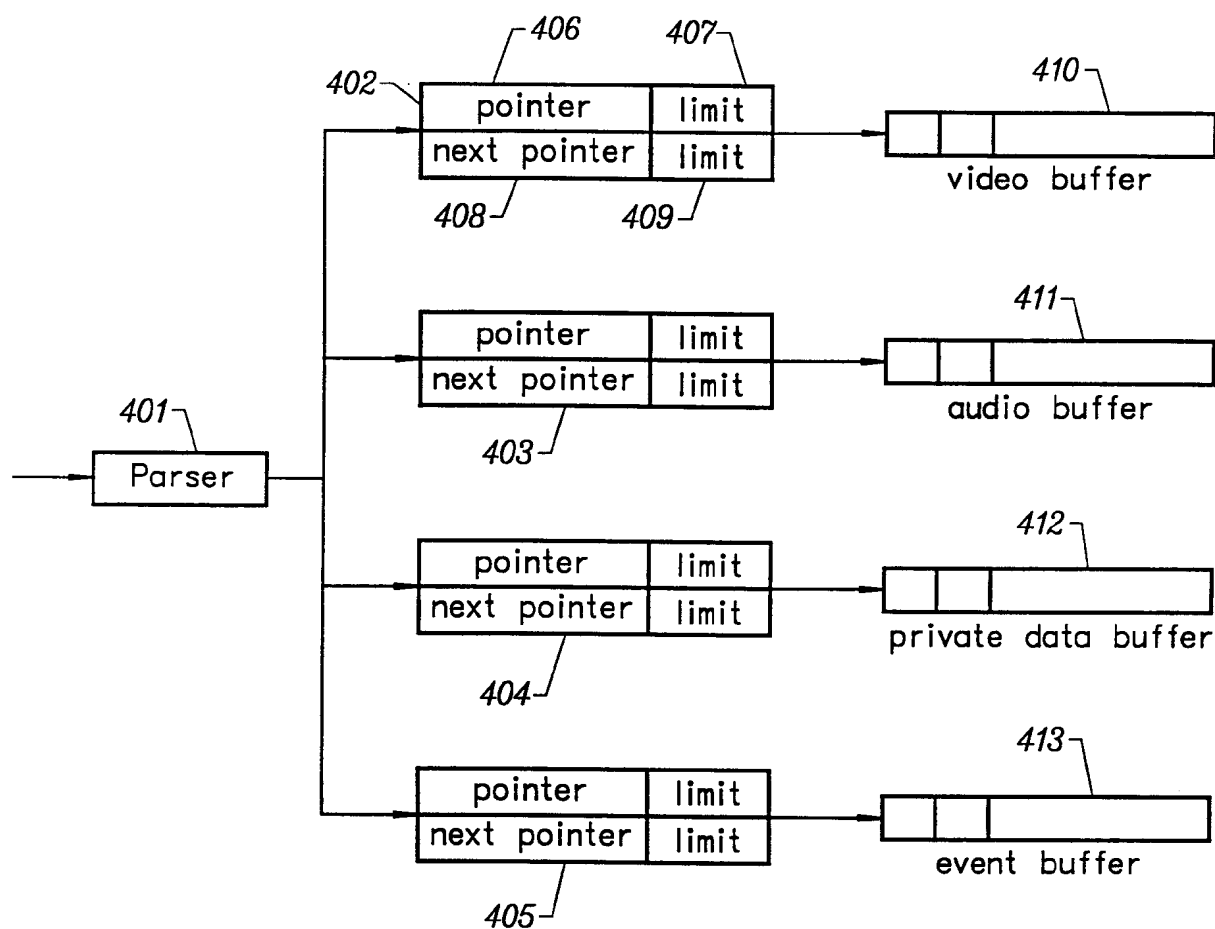 406
407
402
410
pointer limit
next pointer limit
video buffer
408
409
411
pointer limit
next pointer limit
audio buffer
401
403
Parser
412
pointer limit
next pointer limit
private data buffer
404
413
pointer limit
next pointer limit
event buffer
405